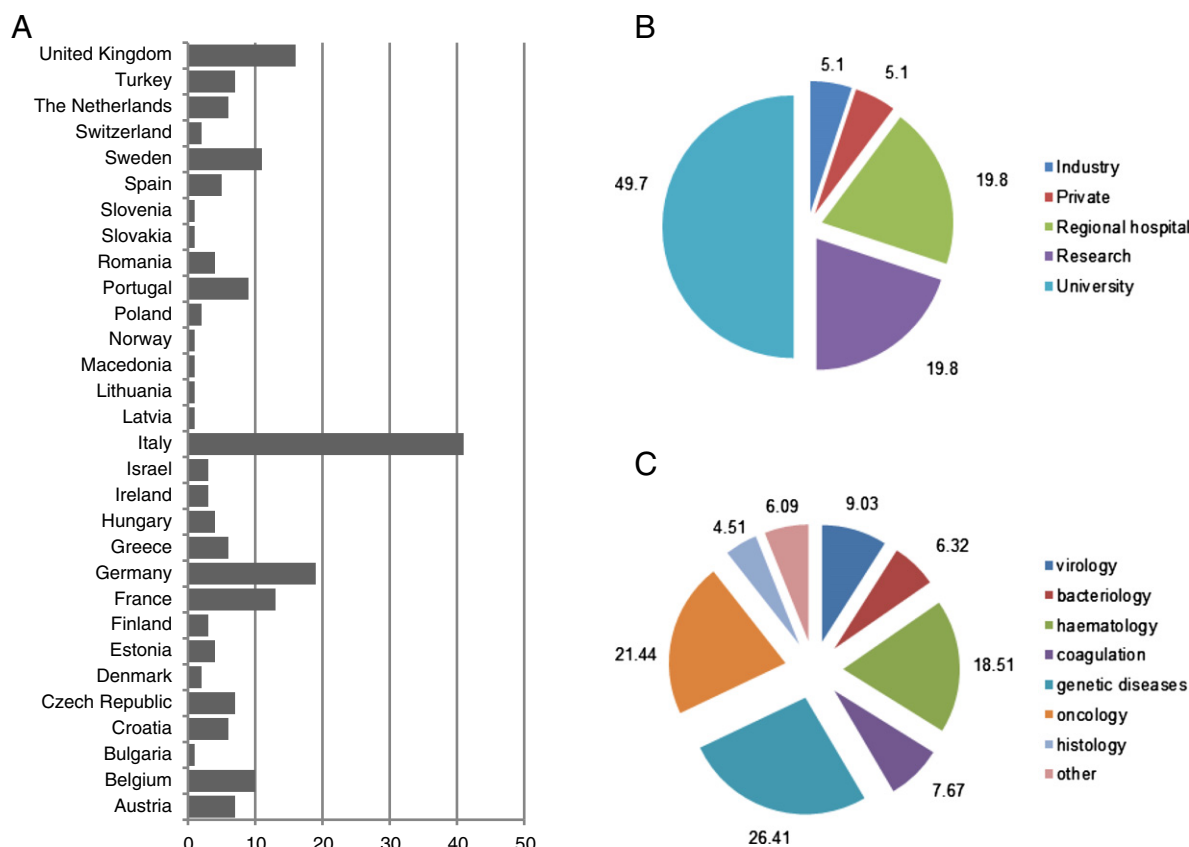 A
United Kingdom
Turkey
The Netherlands
Switzerland
Sweden
Spain
Slovenia
Slovakia
Romania
Portugal
Poland
Norway
Macedonia
Lithuania
Latvia
Italy
Israel
Ireland
Hungary
Greece
Germany
France
Finland
Estonia
Denmark
Czech Republic
Croatia
Bulgaria
Belgium
Austria
0 10 20 30 40 50
B
5.1
5.1
19.8
19.8
49.7
Industry
Private
Regional hospital
Research
University
C
9.03
6.32
18.51
7.67
26.41
21.44
4.51
6.09
virology
bacteriology
haematology
coagulation
genetic diseases
oncology
histology
other